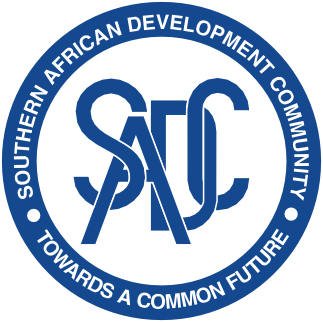 SOUTHERN AFRICAN DEVELOPMENT COMMUNITY
SADC
TOWARDS A COMMON FUTURE